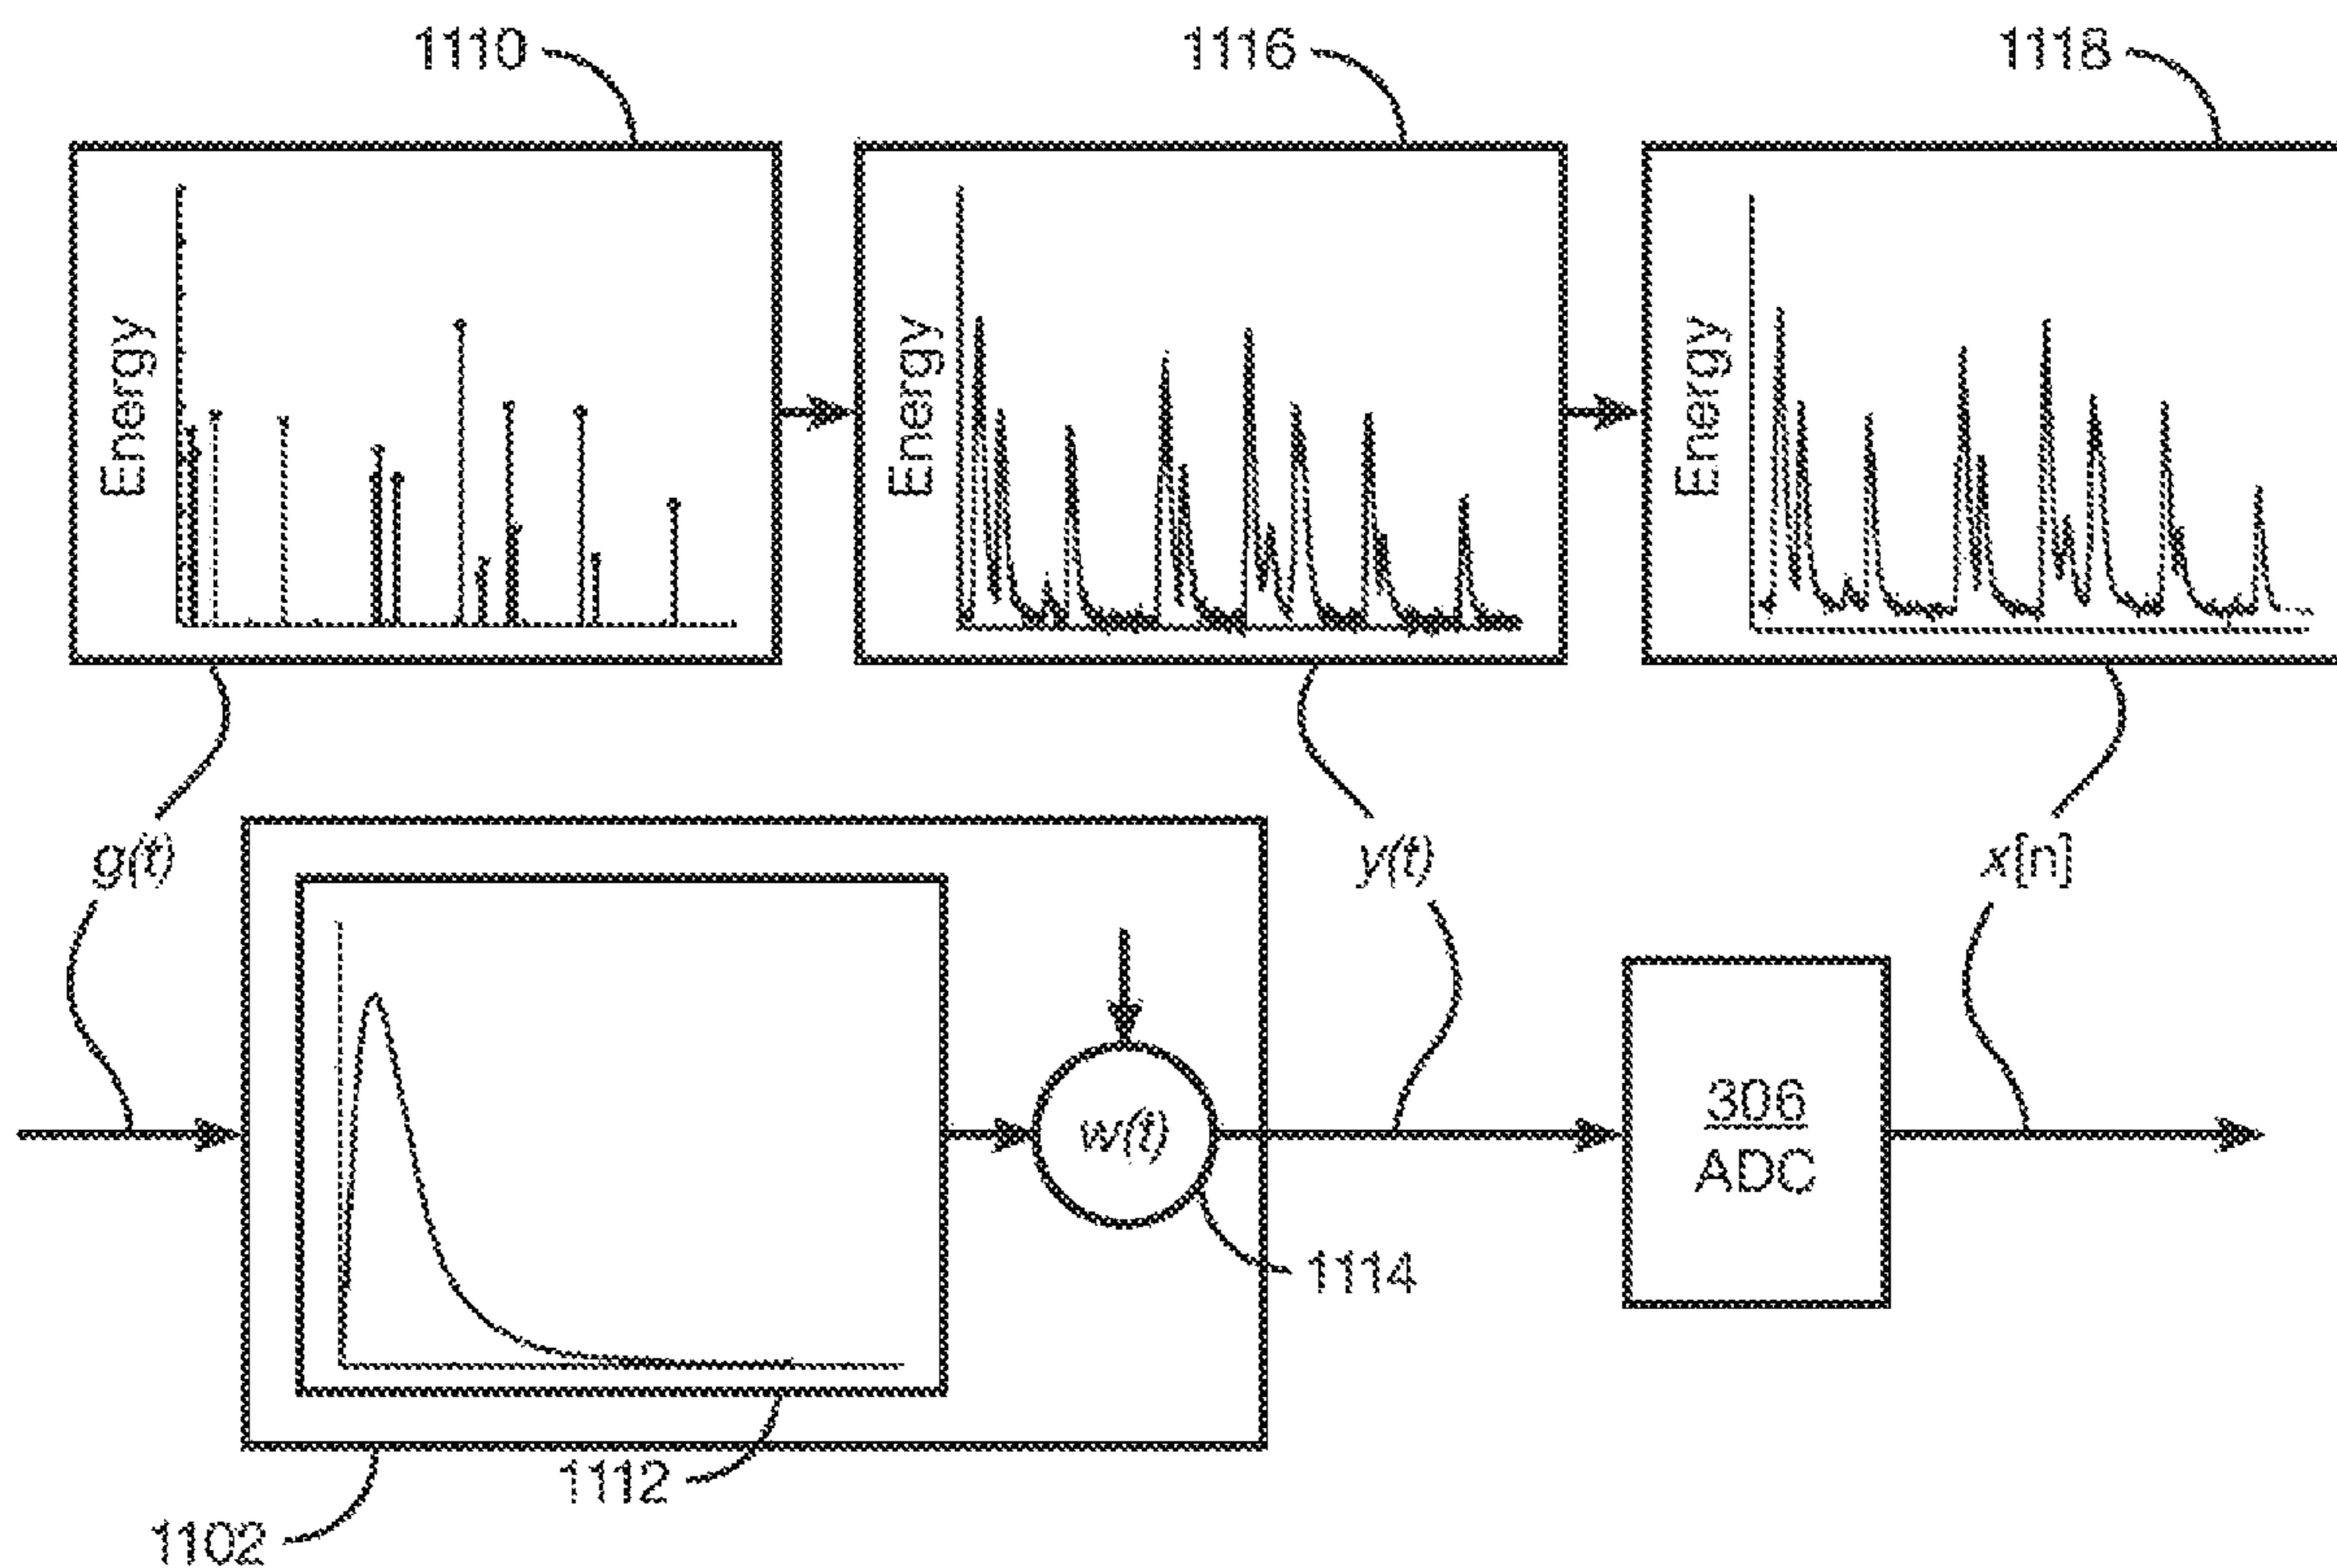 1110
1116
1118
Energy
Energy
Energy
g(t)
y(t)
x[n]
w(t)
306
ADC
1114
1112
1102